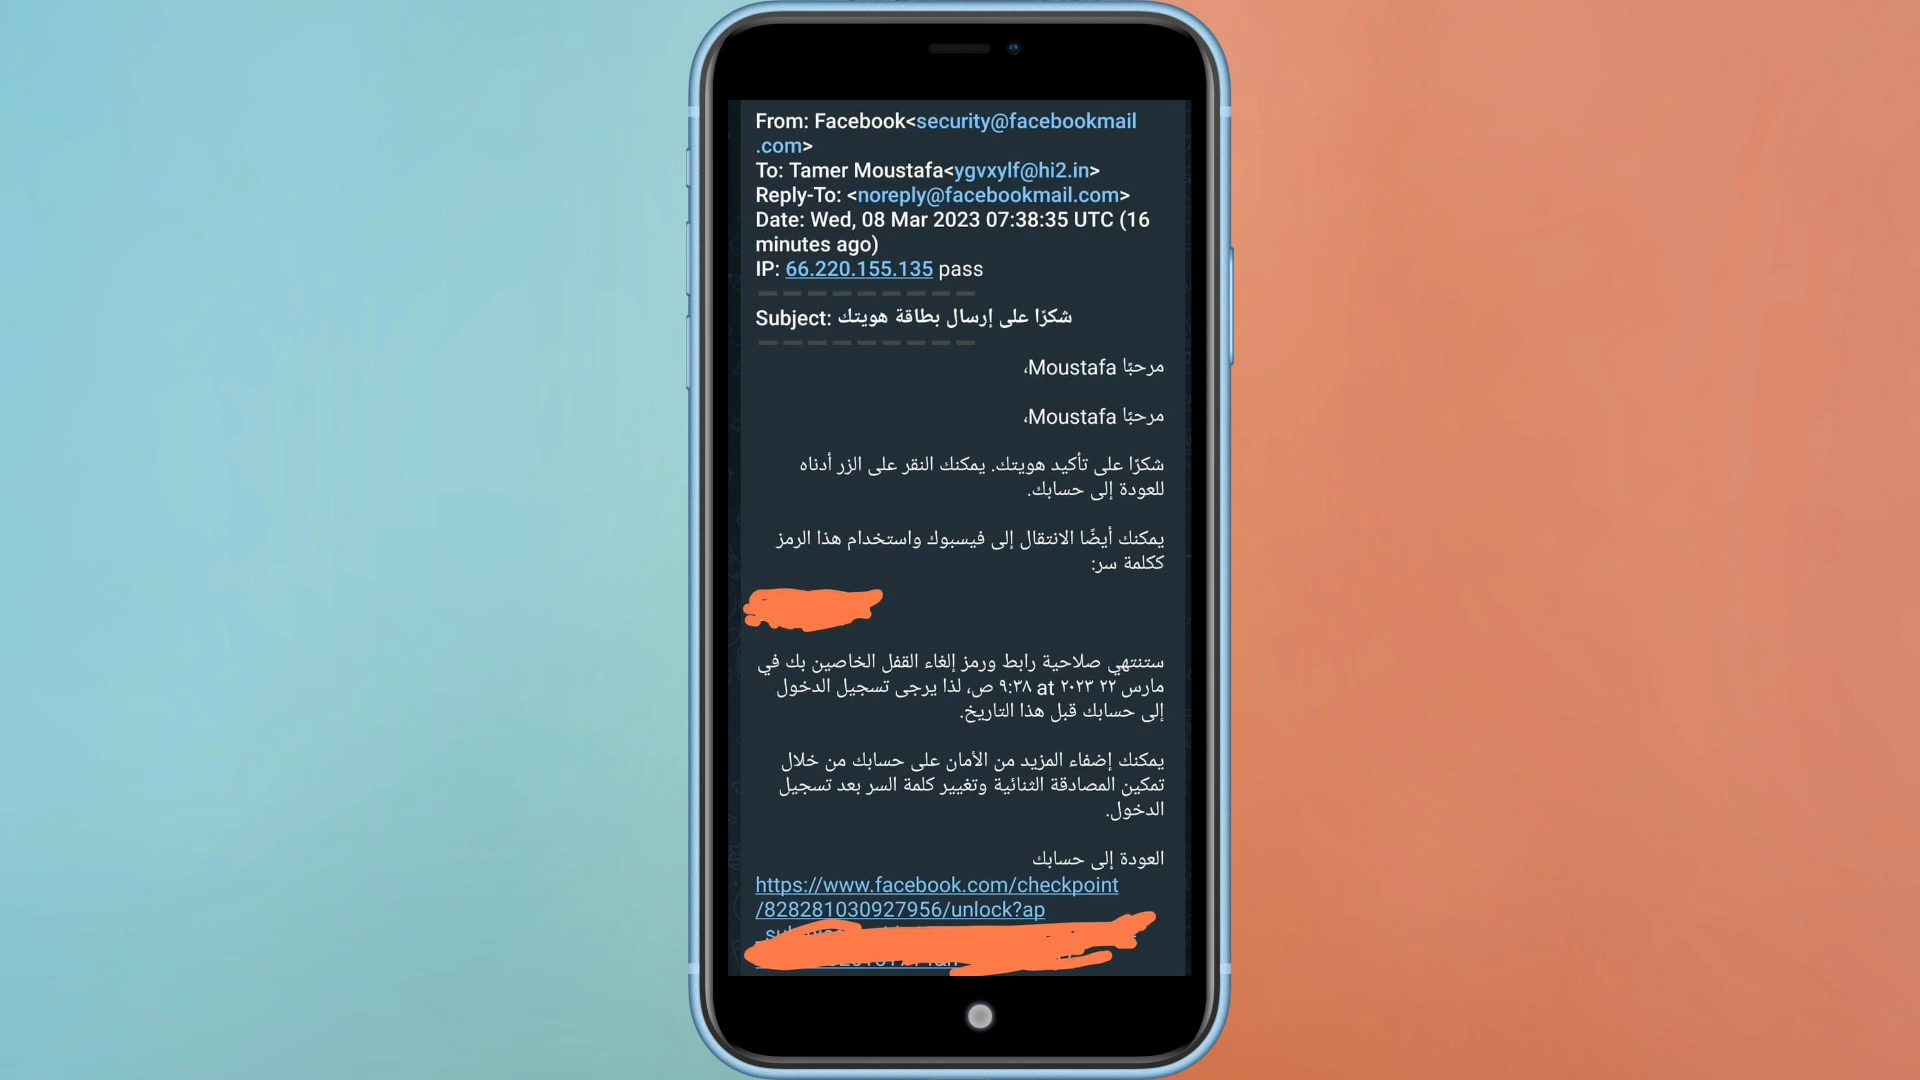 From: Facebook<security@facebookmail
.com>
To: Tamer Moustafa<ygvxylf@hi2.in>
Reply-To: <noreply@facebookmail.com>
Date: Wed, 08 Mar 2023 07:38:35 UTC (16
minutes ago)
IP: 66.220.155.135 pass
Subject: شكرًا على إرسال بطاقة هويتك
مرحبًا Moustafa،
مرحبًا Moustafa،
شكرًا على تأكيد هويتك. يمكنك النقر على الزر أدناه
للعودة إلى حسابك.
يمكنك أيضًا الانتقال إلى فيسبوك واستخدام هذا الرمز
ككلمة سر:
ستنتهي صلاحية رابط ورمز إلغاء القفل الخاصين بك في
مارس ٢٢ ٢٠٢٣ at ٩:٣٨ ص، لذا يرجى تسجيل الدخول
إلى حسابك قبل هذا التاريخ.
يمكنك إضفاء المزيد من الأمان على حسابك من خلال
تمكين المصادقة الثنائية وتغيير كلمة السر بعد تسجيل
الدخول.
العودة إلى حسابك
https://www.facebook.com/checkpoint
/828281030927956/unlock?ap